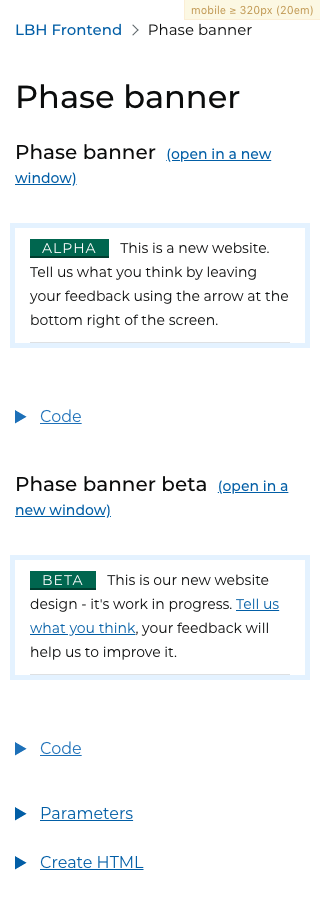 mobile ≥ 320px (20em)
LBH Frontend > Phase banner
Phase banner
Phase banner (open in a new
window)
ALPHA This is a new website.
Tell us what you think by leaving
your feedback using the arrow at the
bottom right of the screen.
Code
Phase banner beta (open in a
new window)
BETA This is our new website
design - it's work in progress. Tell us
what you think, your feedback will
help us to improve it.
Code
Parameters
Create HTML